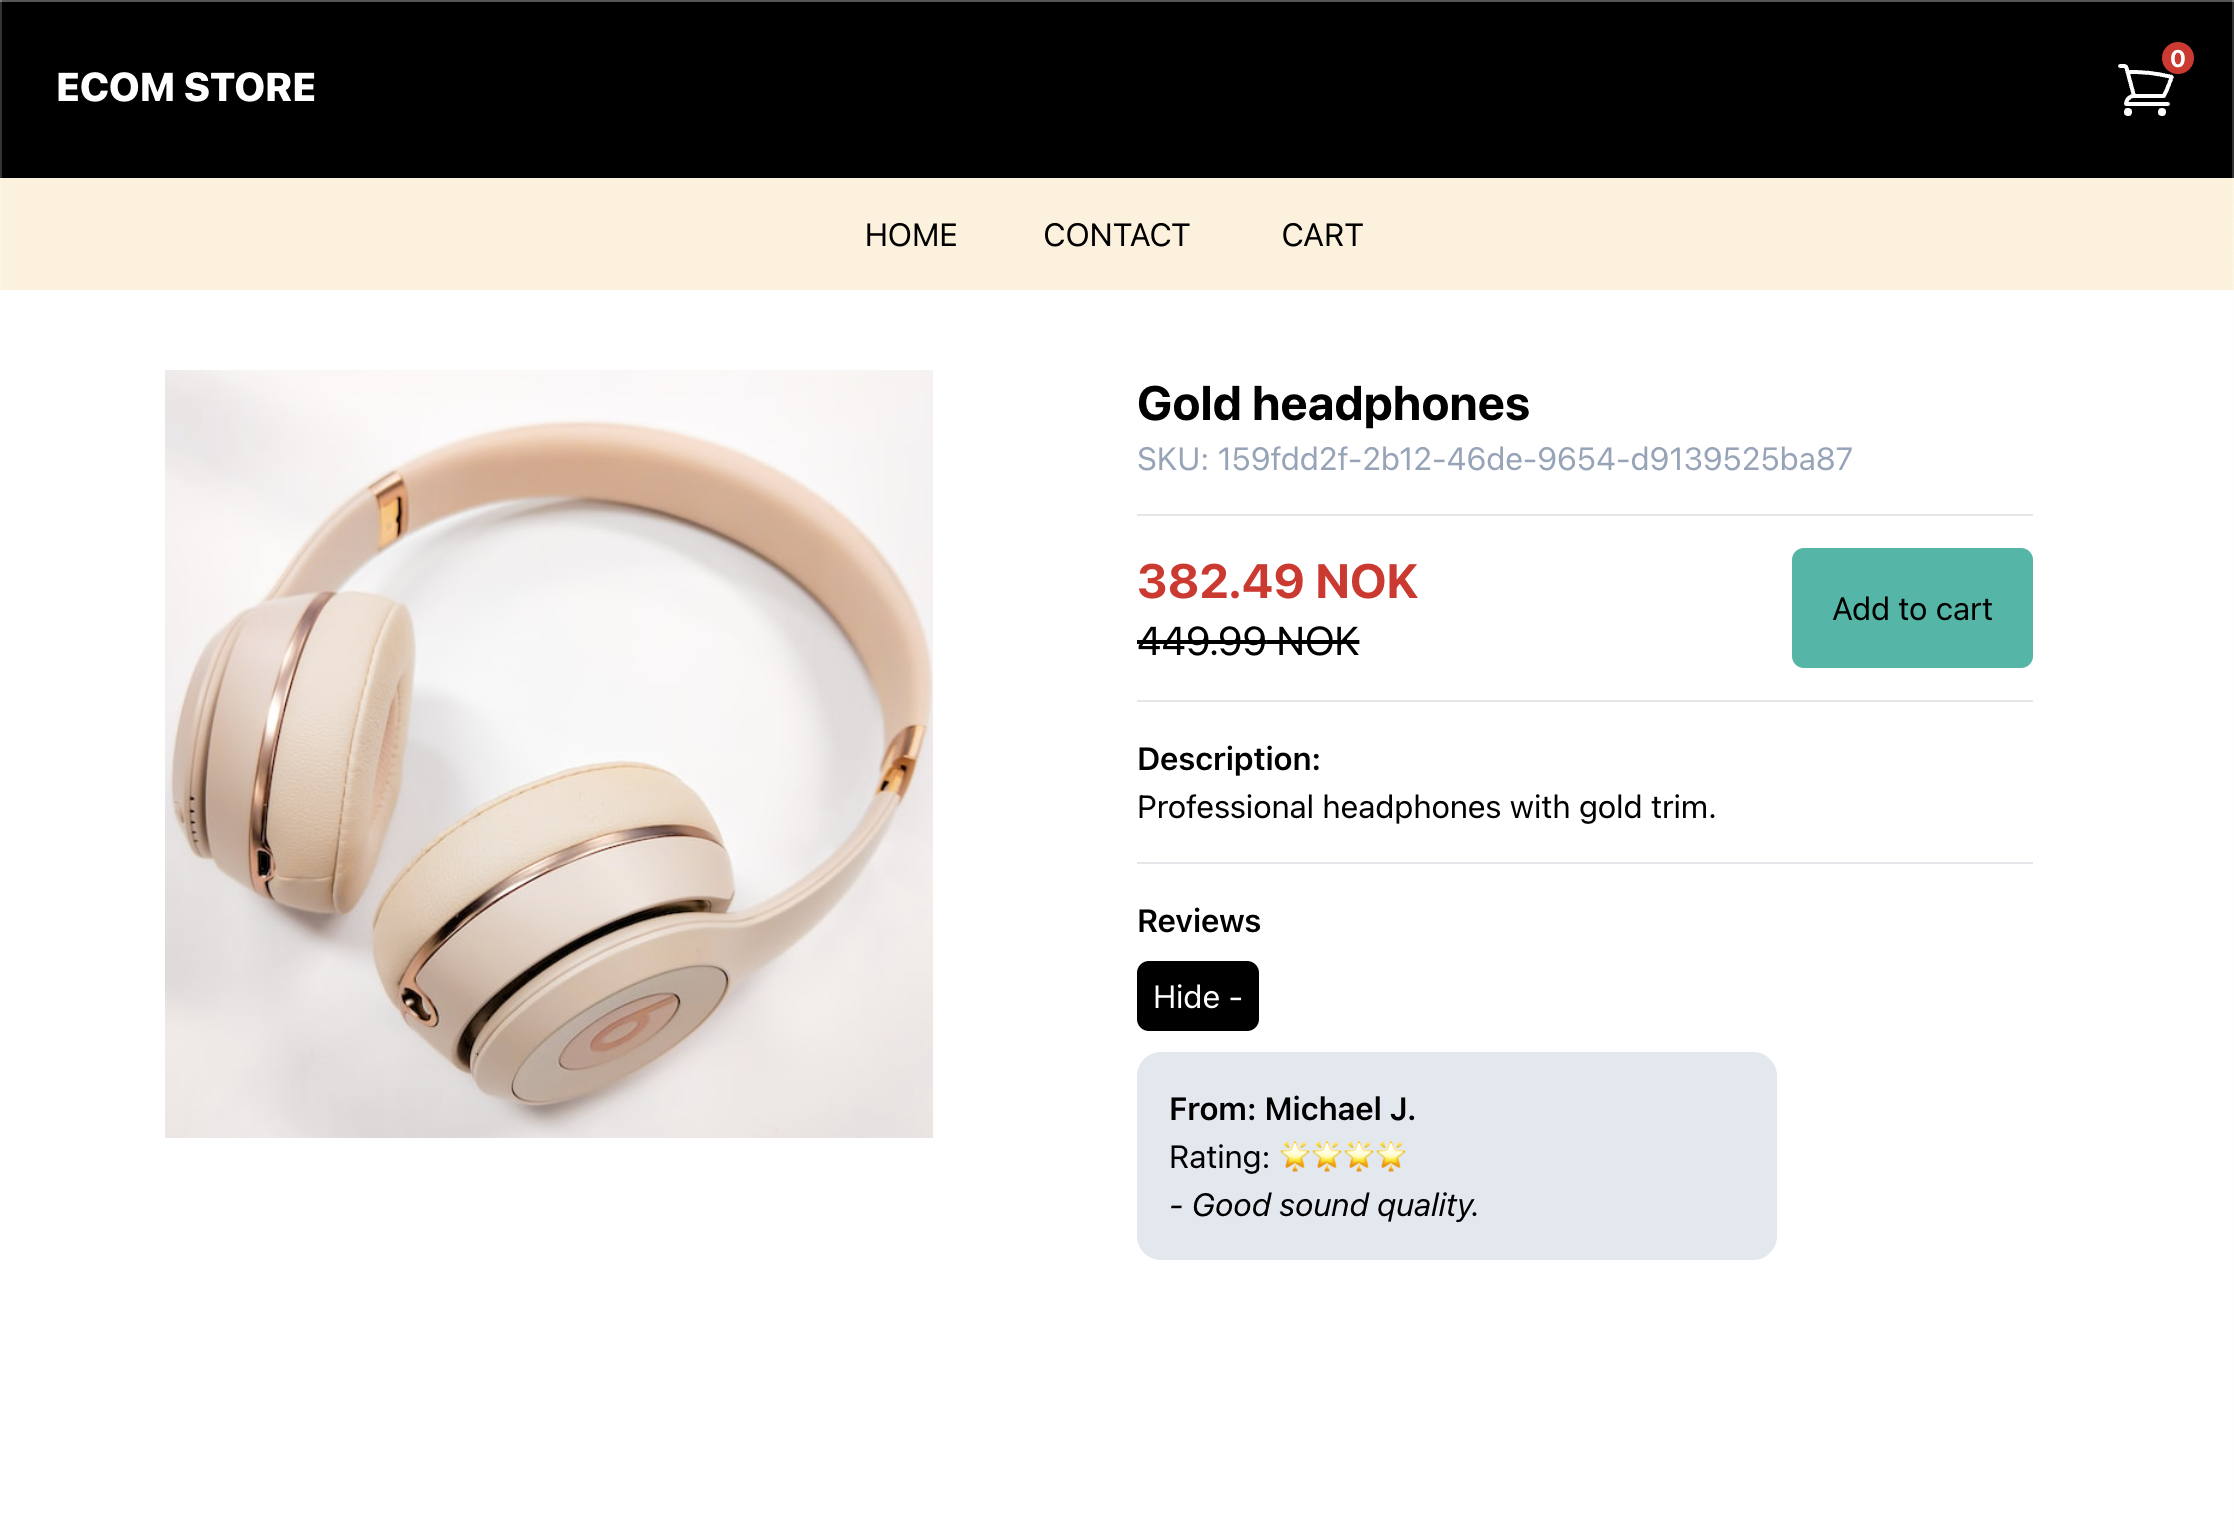 ECOM STORE
0
HOME
CONTACT
CART
Gold headphones
SKU: 159fdd2f-2b12-46de-9654-d9139525ba87
382.49 NOK
449.99 NOK
Add to cart
Description:
Professional headphones with gold trim.
Reviews
Hide -
From: Michael J.
Rating: 🌟🌟🌟🌟
- Good sound quality.